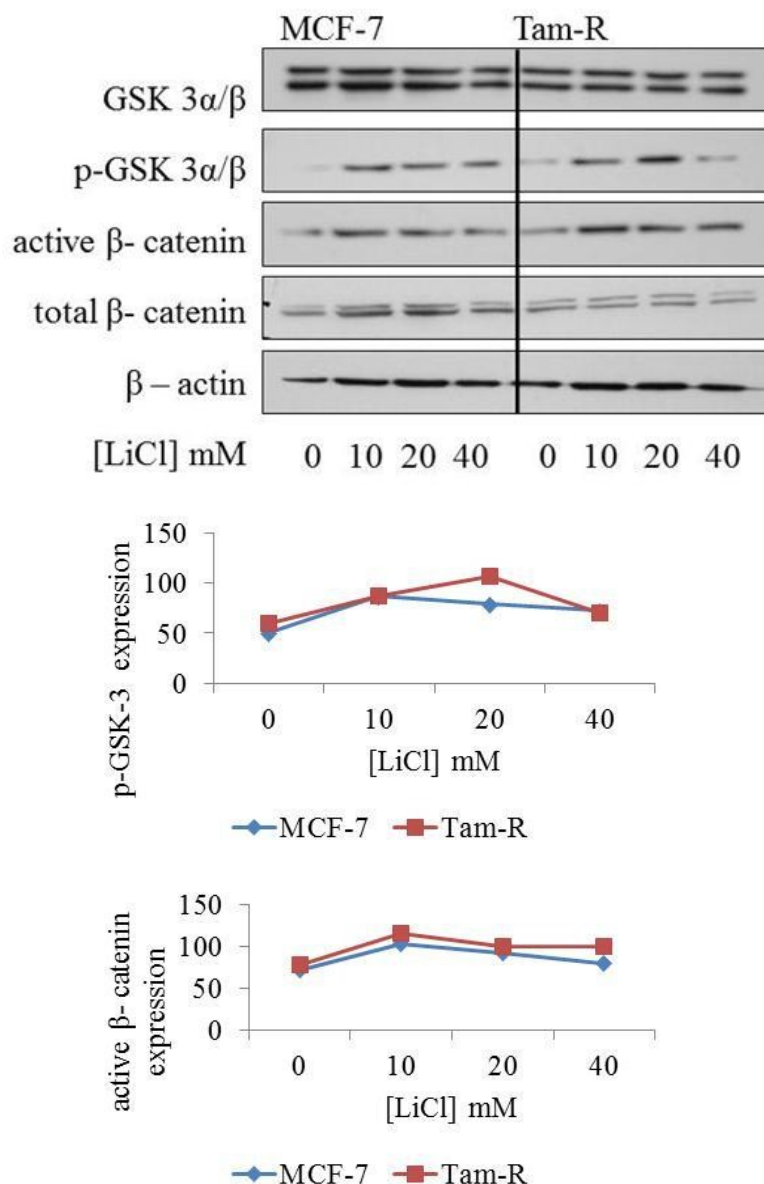 MCF-7 Tam-R
GSK 3α/β
p-GSK 3α/β
active β- catenin
total β- catenin
β – actin
[LiCl] mM 0 10 20 40 0 10 20 40
p-GSK-3 expression
150
100
50
0
0 10 20 40
[LiCl] mM
MCF-7 Tam-R
active β- catenin
expression
150
100
50
0
0 10 20 40
[LiCl] mM
MCF-7 Tam-R